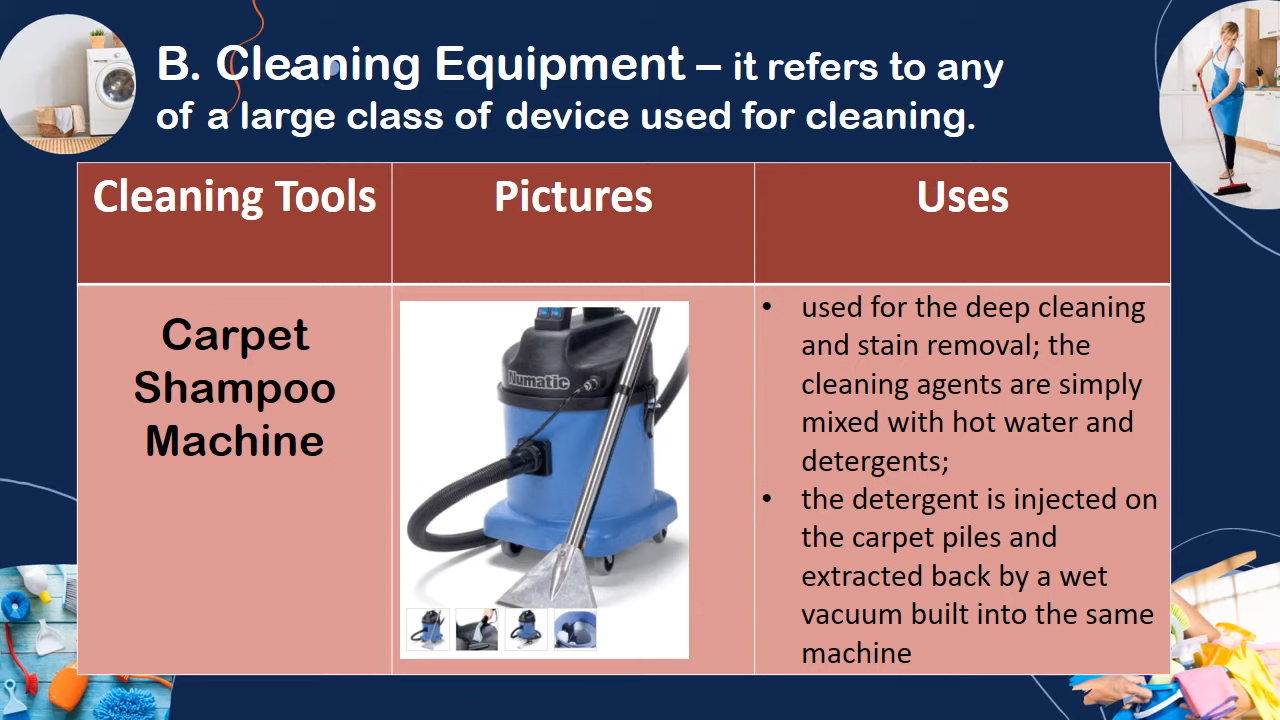 B. Cleaning Equipment – it refers to any
of a large class of device used for cleaning.
Cleaning Tools
Pictures
Uses
Carpet
Shampoo
Machine
Numatic
• used for the deep cleaning
and stain removal; the
cleaning agents are simply
mixed with hot water and
detergents;
• the detergent is injected on
the carpet piles and
extracted back by a wet
vacuum built into the same
machine